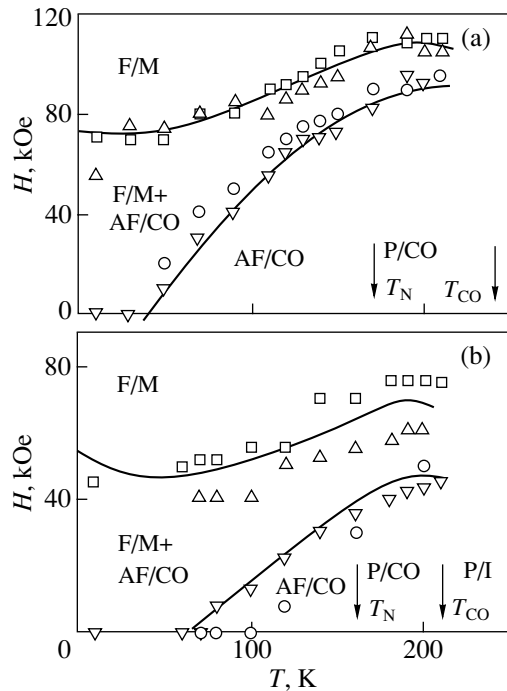 H, kOe
120
80
40
0
(a)
F/M
F/M+
AF/CO
AF/CO
P/CO
T_N
T_CO
H, kOe
80
40
0
(b)
F/M
F/M+
AF/CO
AF/CO
P/CO
P/I
T_N
T_CO
0
100
200
T, K